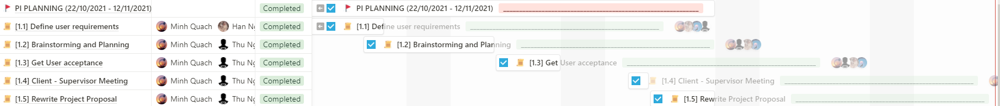 PI PLANNING (22/10/2021 - 12/11/2021) Completed PI PLANNING (22/10/2021 - 12/11/2021)
[1.1] Define user requirements Minh Quach Han Completed [1.1] Define user requirements
[1.2] Brainstorming and Planning Minh Quach Thu Completed [1.2] Brainstorming and Planning
[1.3] Get User acceptance Minh Quach Thu Completed [1.3] Get User acceptance
[1.4] Client - Supervisor Meeting Minh Quach Thu Completed [1.4] Client - Supervisor Meeting
[1.5] Rewrite Project Proposal Minh Quach Thu Completed [1.5] Rewrite Project Proposal